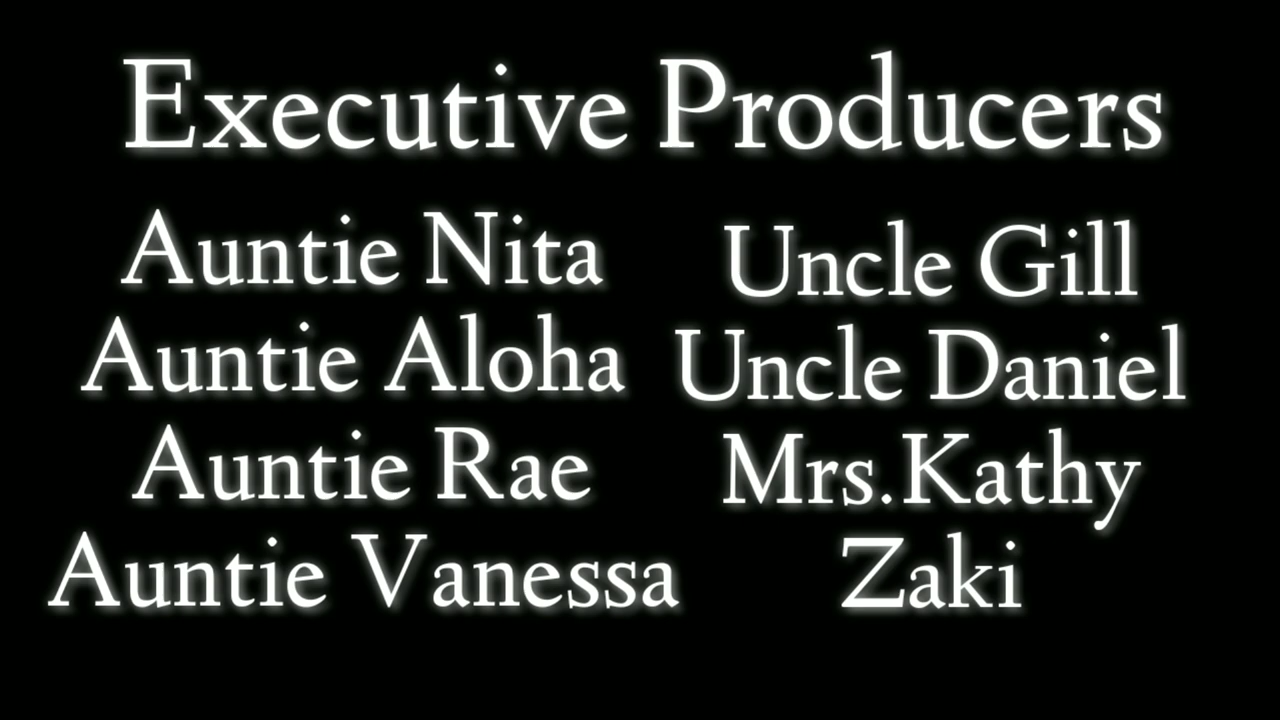 Executive Producers
Auntie Nita
Auntie Aloha
Auntie Rae
Auntie Vanessa
Uncle Gill
Uncle Daniel
Mrs.Kathy
Zaki